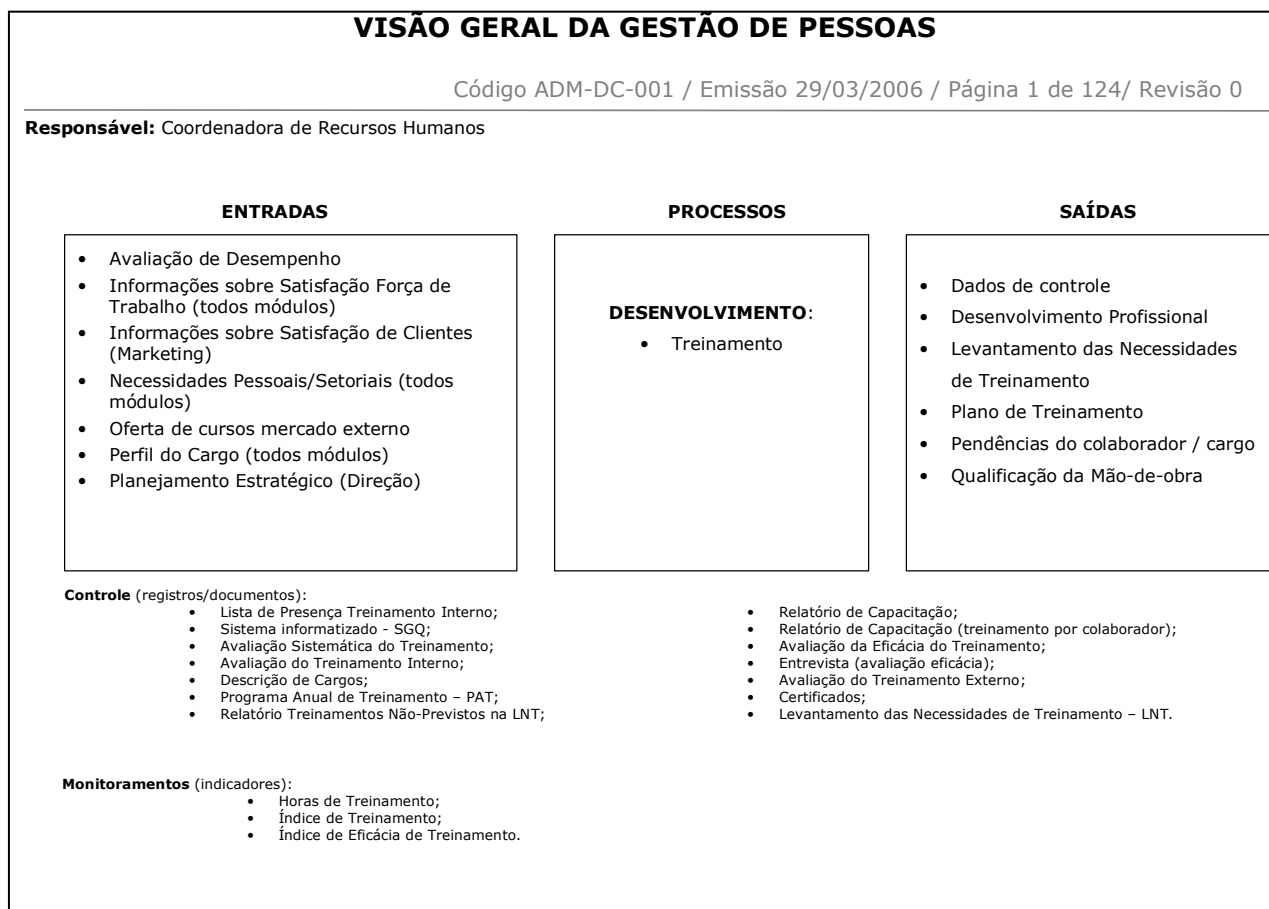 VISÃO GERAL DA GESTÃO DE PESSOAS
Código ADM-DC-001 / Emissão 29/03/2006 / Página 1 de 124/ Revisão 0
Responsável: Coordenadora de Recursos Humanos
ENTRADAS
• Avaliação de Desempenho
• Informações sobre Satisfação Força de
Trabalho (todos módulos)
• Informações sobre Satisfação de Clientes
(Marketing)
• Necessidades Pessoais/Setoriais (todos
módulos)
• Oferta de cursos mercado externo
• Perfil do Cargo (todos módulos)
• Planejamento Estratégico (Direção)
PROCESSOS
DESENVOLVIMENTO:
• Treinamento
SAÍDAS
• Dados de controle
• Desenvolvimento Profissional
• Levantamento das Necessidades
de Treinamento
• Plano de Treinamento
• Pendências do colaborador / cargo
• Qualificação da Mão-de-obra
Controle (registros/documentos):
• Lista de Presença Treinamento Interno;
• Sistema informatizado - SGQ;
• Avaliação Sistemática do Treinamento;
• Avaliação do Treinamento Interno;
• Descrição de Cargos;
• Programa Anual de Treinamento – PAT;
• Relatório Treinamentos Não-Previstos na LNT;
• Relatório de Capacitação;
• Relatório de Capacitação (treinamento por colaborador);
• Avaliação da Eficácia do Treinamento;
• Entrevista (avaliação eficácia);
• Avaliação do Treinamento Externo;
• Certificados;
• Levantamento das Necessidades de Treinamento – LNT.
Monitoramentos (indicadores):
• Horas de Treinamento;
• Índice de Treinamento;
• Índice de Eficácia de Treinamento.